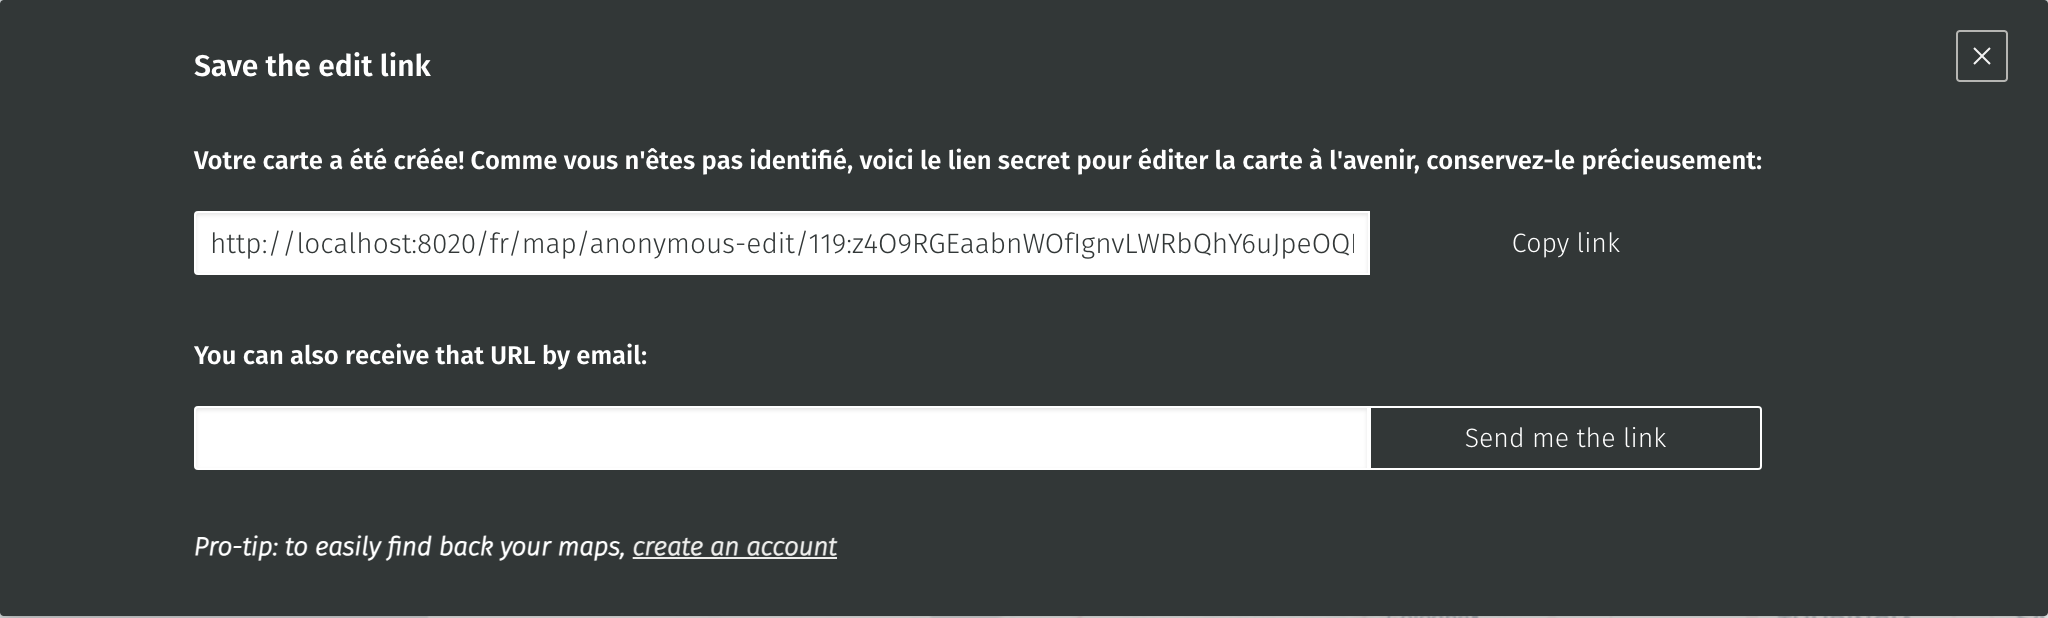 Save the edit link
Votre carte a été créée! Comme vous n'êtes pas identifié, voici le lien secret pour éditer la carte à l'avenir, conservez-le précieusement:
http://localhost:8020/fr/map/anonymous-edit/119:z4O9RGEaabnWOfIgnvLWRbQhY6uJpeOQ
Copy link
You can also receive that URL by email:
Send me the link
Pro-tip: to easily find back your maps, create an account